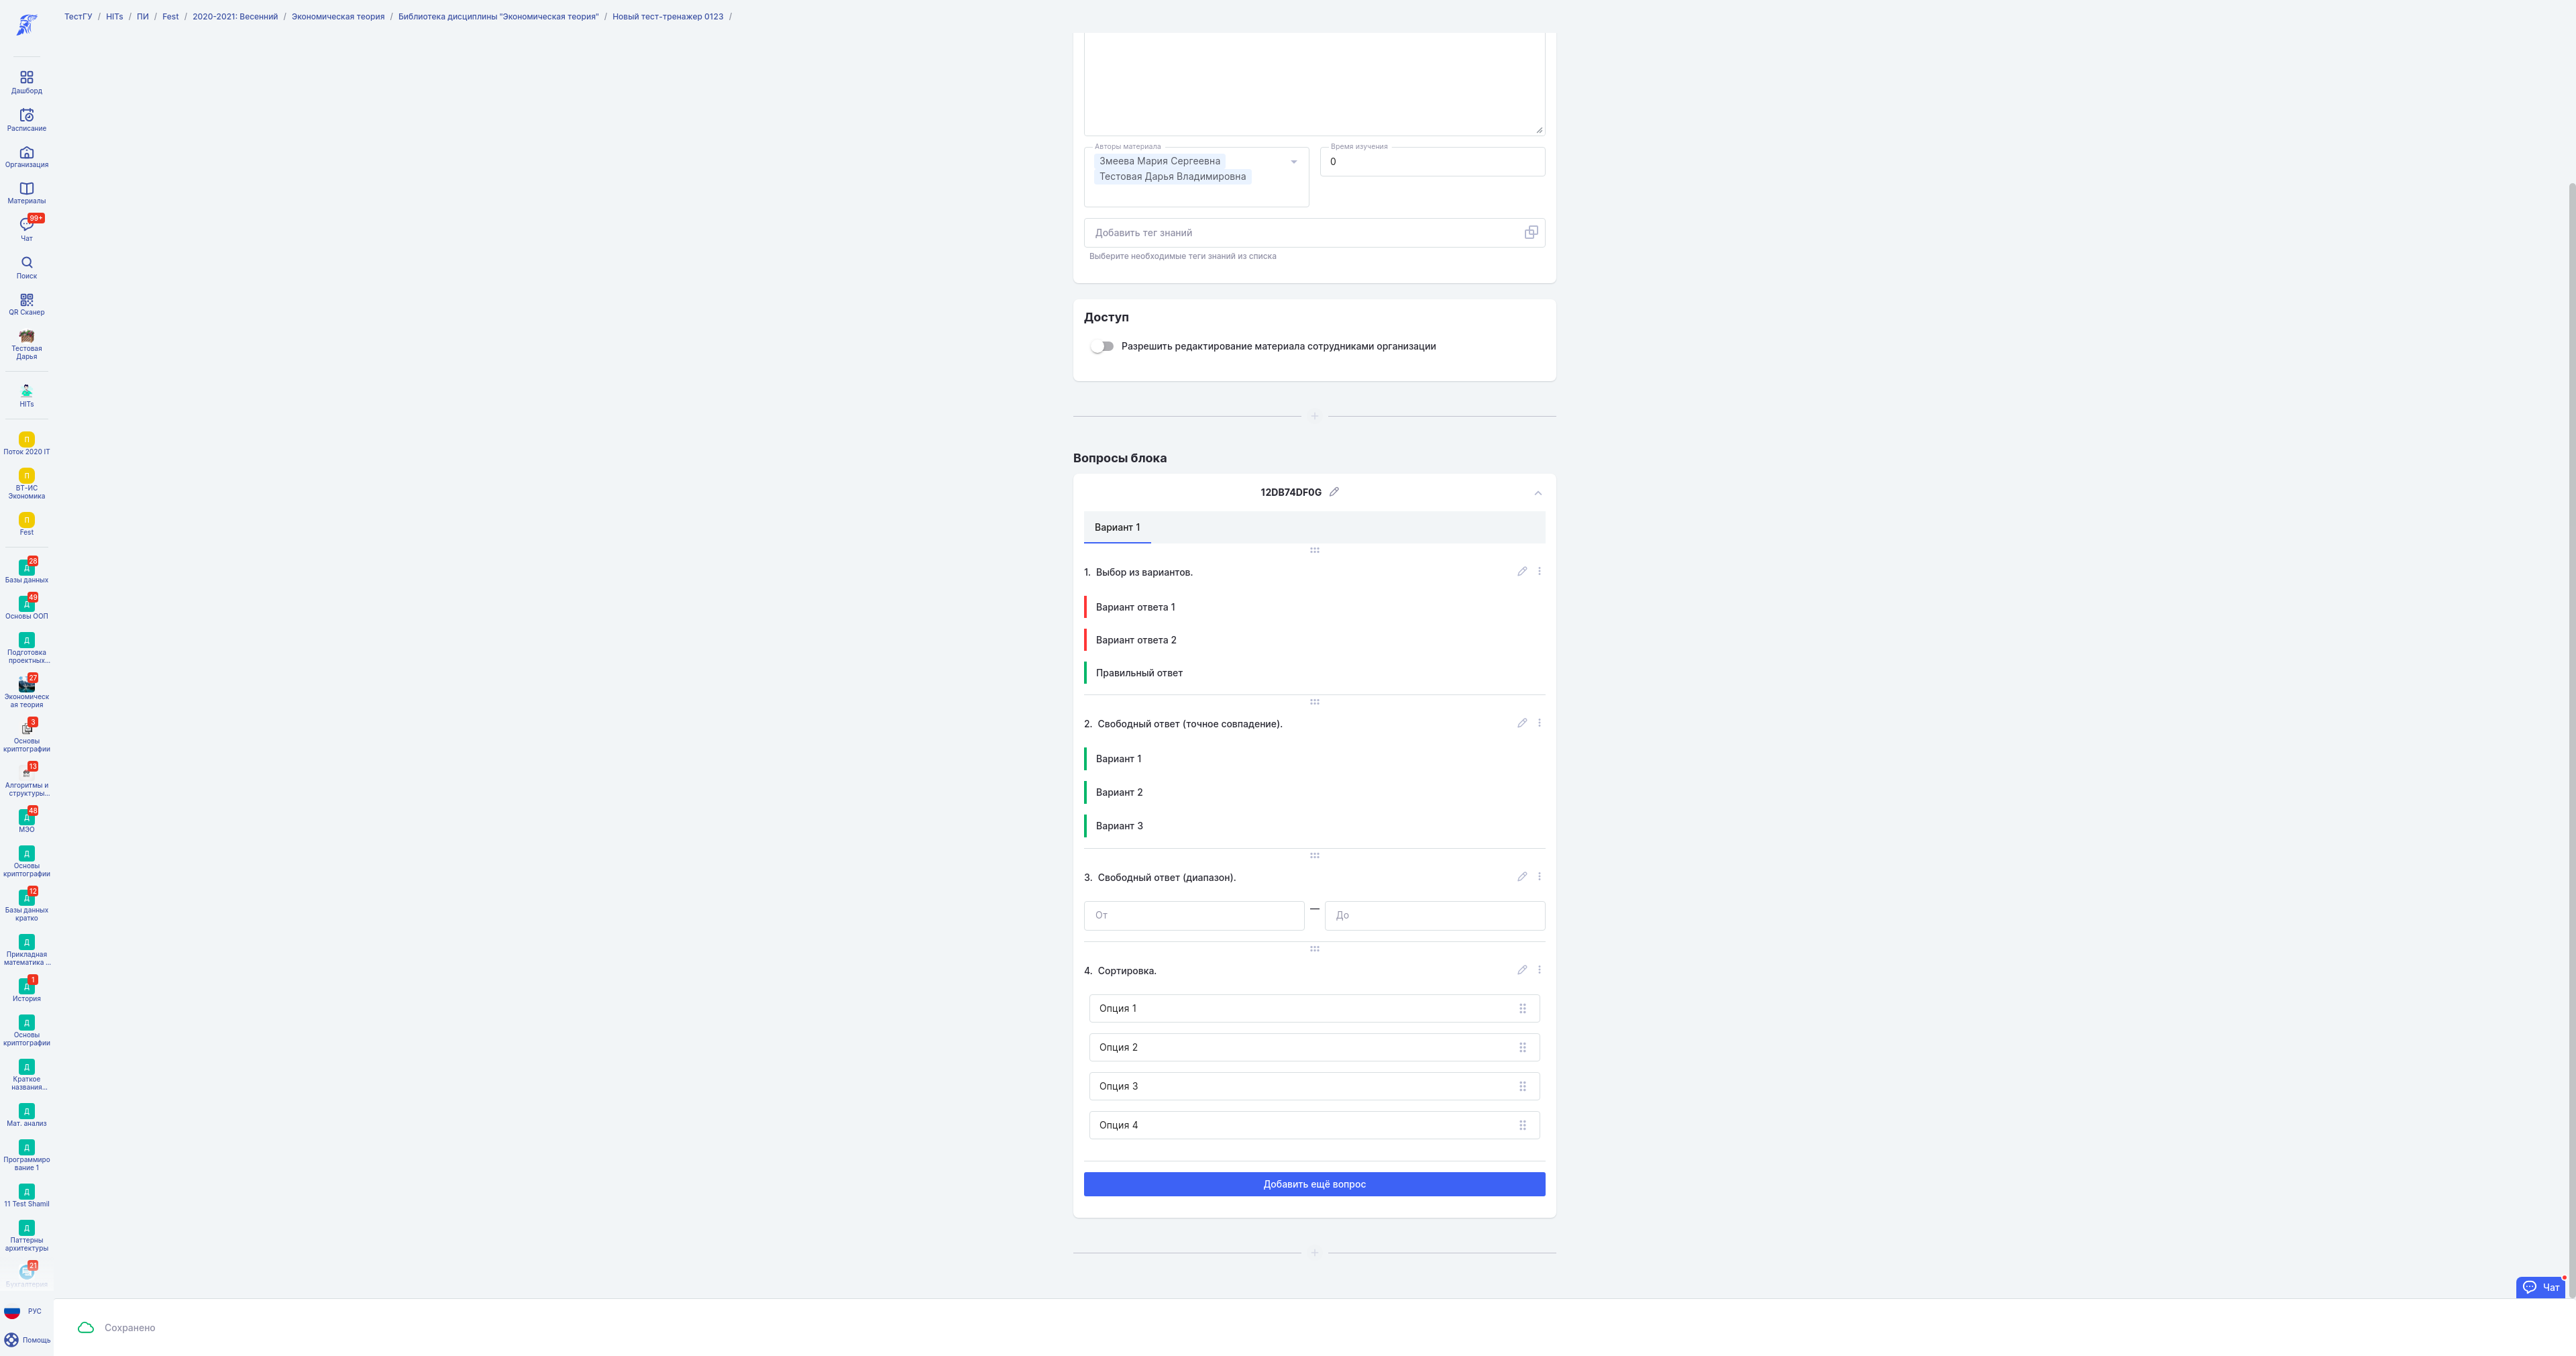 ТестГУ / HITs / ПИ / Fest / 2020-2021: Весенний / Экономическая теория / Библиотека дисциплины "Экономическая теория" / Новый тест-тренажер 0123 /
Дашборд
Расписание
Организация
Материалы
99+
Чат
Поиск
QR Сканер
Тестовая
Дарья
HITs
П
Поток 2020 IT
П
ВТ-ИС
Экономика
П
Fest
28
Д
Базы данных
49
Д
Основы ООП
Д
Подготовка
проектных...
27
Экономическ
ая теория
3
Основы
криптографии
13
Алгоритмы и
структуры...
48
Д
МЭО
Д
Основы
криптографии
12
Д
Базы данных
кратко
Д
Прикладная
математика ...
1
Д
История
Д
Основы
криптографии
Д
Краткое
названия...
Д
Мат. анализ
Д
Программиро
вание 1
Д
11 Test Shamil
Д
Паттерны
архитектуры
21
Бухгалтерия
РУС
Помощь
Авторы материала
Змеева Мария Сергеевна
Тестовая Дарья Владимировна
Время изучения
0
Добавить тег знаний
Выберите необходимые теги знаний из списка
Доступ
Разрешить редактирование материала сотрудниками организации
Вопросы блока
12DB74DF0G
Вариант 1
1. Выбор из вариантов.
Вариант ответа 1
Вариант ответа 2
Правильный ответ
2. Свободный ответ (точное совпадение).
Вариант 1
Вариант 2
Вариант 3
3. Свободный ответ (диапазон).
От — До
4. Сортировка.
Опция 1
Опция 2
Опция 3
Опция 4
Добавить ещё вопрос
Чат
Сохранено